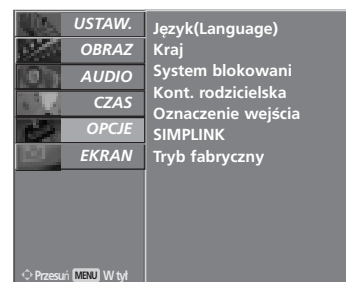 USTAW.
OBRAZ
AUDIO
CZAS
OPCJE
EKRAN
Język(Language)
Kraj
System blokowani
Kont. rodzicielska
Oznaczenie wejścia
SIMPLINK
Tryb fabryczny
Przesuń MENU W tył